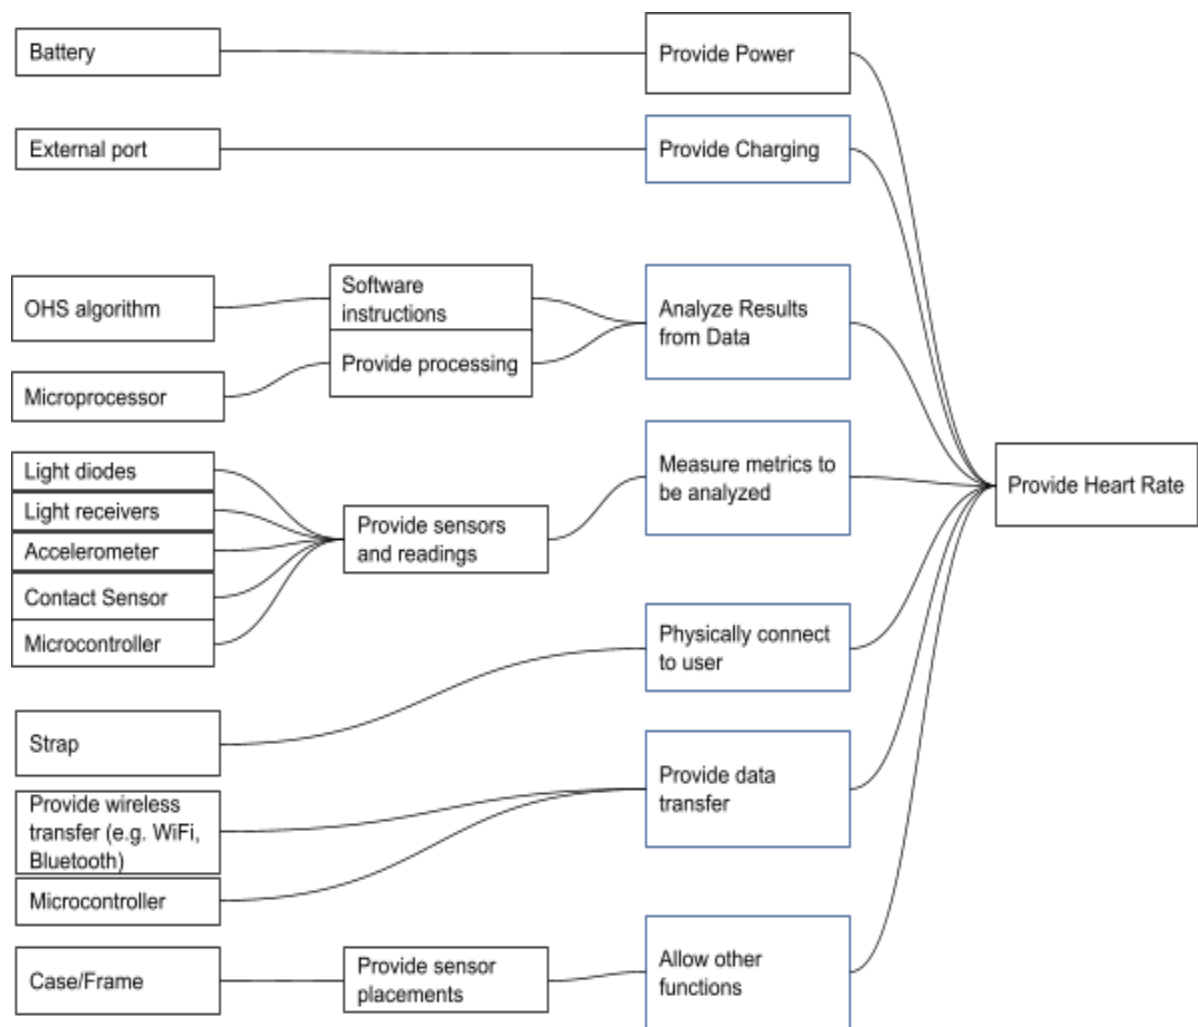 Battery
Provide Power
External port
Provide Charging
OHS algorithm
Software
instructions
Analyze Results
from Data
Microprocessor
Provide processing
Light diodes
Light receivers
Accelerometer
Contact Sensor
Microcontroller
Provide sensors
and readings
Measure metrics to
be analyzed
Provide Heart Rate
Strap
Physically connect
to user
Provide wireless
transfer (e.g. WiFi,
Bluetooth)
Microcontroller
Provide data
transfer
Case/Frame
Provide sensor
placements
Allow other
functions